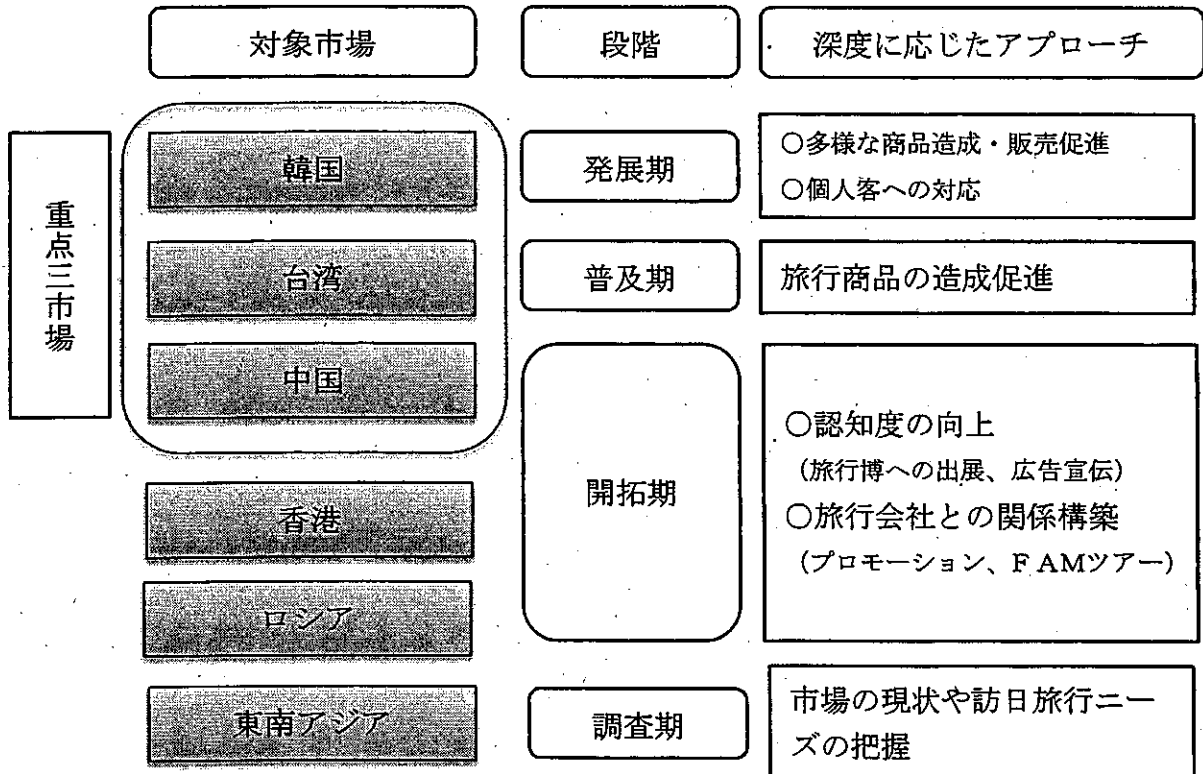 対象市場
段階
深度に応じたアプローチ
重点三市場
韓国
発展期
○多様な商品造成・販売促進
○個人客への対応
台湾
普及期
旅行商品の造成促進
中国
香港
ロシア
開拓期
○認知度の向上
(旅行博への出展、広告宣伝)
○旅行会社との関係構築
(プロモーション、FAMツアー)
東南アジア
調査期
市場の現状や訪日旅行ニー
ズの把握